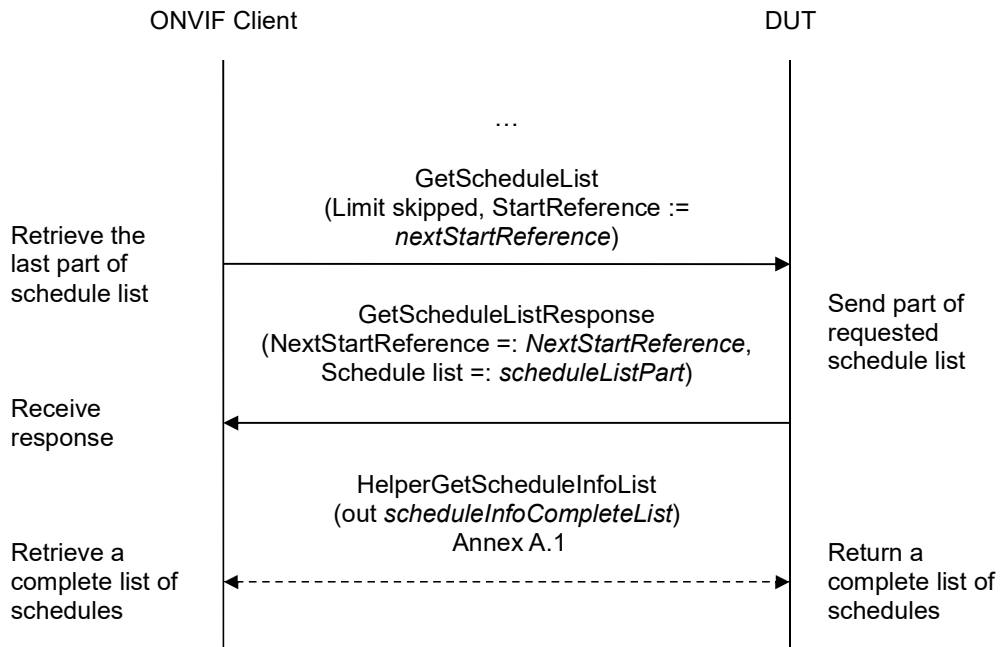 ONVIF Client
DUT
…
GetScheduleList
(Limit skipped, StartReference :=
nextStartReference)
Retrieve the
last part of
schedule list
GetScheduleListResponse
(NextStartReference =: NextStartReference,
Schedule list =: scheduleListPart)
Send part of
requested
schedule list
Receive
response
HelperGetScheduleInfoList
(out scheduleInfoCompleteList)
Annex A.1
Retrieve a
complete list of
schedules
Return a
complete list of
schedules